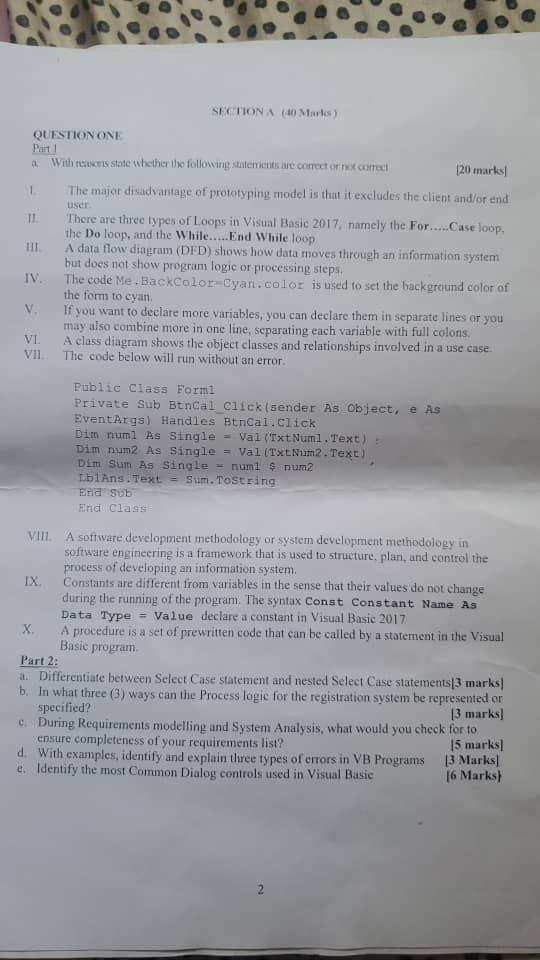 SECTION A (40 Marks)
QUESTION ONE
Part 1
a. With reasons state whether the following statements are correct or not correct [20 marks]
I. The major disadvantage of prototyping model is that it excludes the client and/or end
user.
II. There are three types of Loops in Visual Basic 2017, namely the For.....Case loop,
the Do loop, and the While.....End While loop
III. A data flow diagram (DFD) shows how data moves through an information system
but does not show program logic or processing steps.
IV. The code Me.BackColor=Cyan.color is used to set the background color of
the form to cyan.
V. If you want to declare more variables, you can declare them in separate lines or you
may also combine more in one line, separating each variable with full colons.
VI. A class diagram shows the object classes and relationships involved in a use case.
VII. The code below will run without an error.
Public Class Form1
Private Sub BtnCal_Click(sender As Object, e As
EventArgs) Handles BtnCal.Click
Dim num1 As Single = Val(TxtNum1.Text) :
Dim num2 As Single = Val(TxtNum2.Text)
Dim Sum As Single = num1 $ num2
LblAns.Text = Sum.ToString
End Sub
End Class
VIII. A software development methodology or system development methodology in
software engineering is a framework that is used to structure, plan, and control the
process of developing an information system.
IX. Constants are different from variables in the sense that their values do not change
during the running of the program. The syntax Const Constant Name As
Data Type = Value declare a constant in Visual Basic 2017
X. A procedure is a set of prewritten code that can be called by a statement in the Visual
Basic program.
Part 2:
a. Differentiate between Select Case statement and nested Select Case statements[3 marks]
b. In what three (3) ways can the Process logic for the registration system be represented or
specified? [3 marks]
c. During Requirements modelling and System Analysis, what would you check for to
ensure completeness of your requirements list? [5 marks]
d. With examples, identify and explain three types of errors in VB Programs [3 Marks]
e. Identify the most Common Dialog controls used in Visual Basic [6 Marks}
2